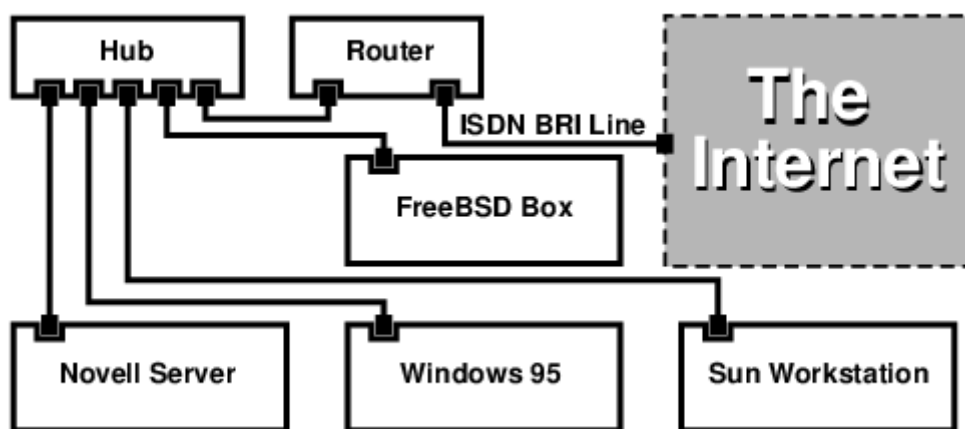 Hub
Router
The
Internet
ISDN BRI Line
FreeBSD Box
Novell Server
Windows 95
Sun Workstation